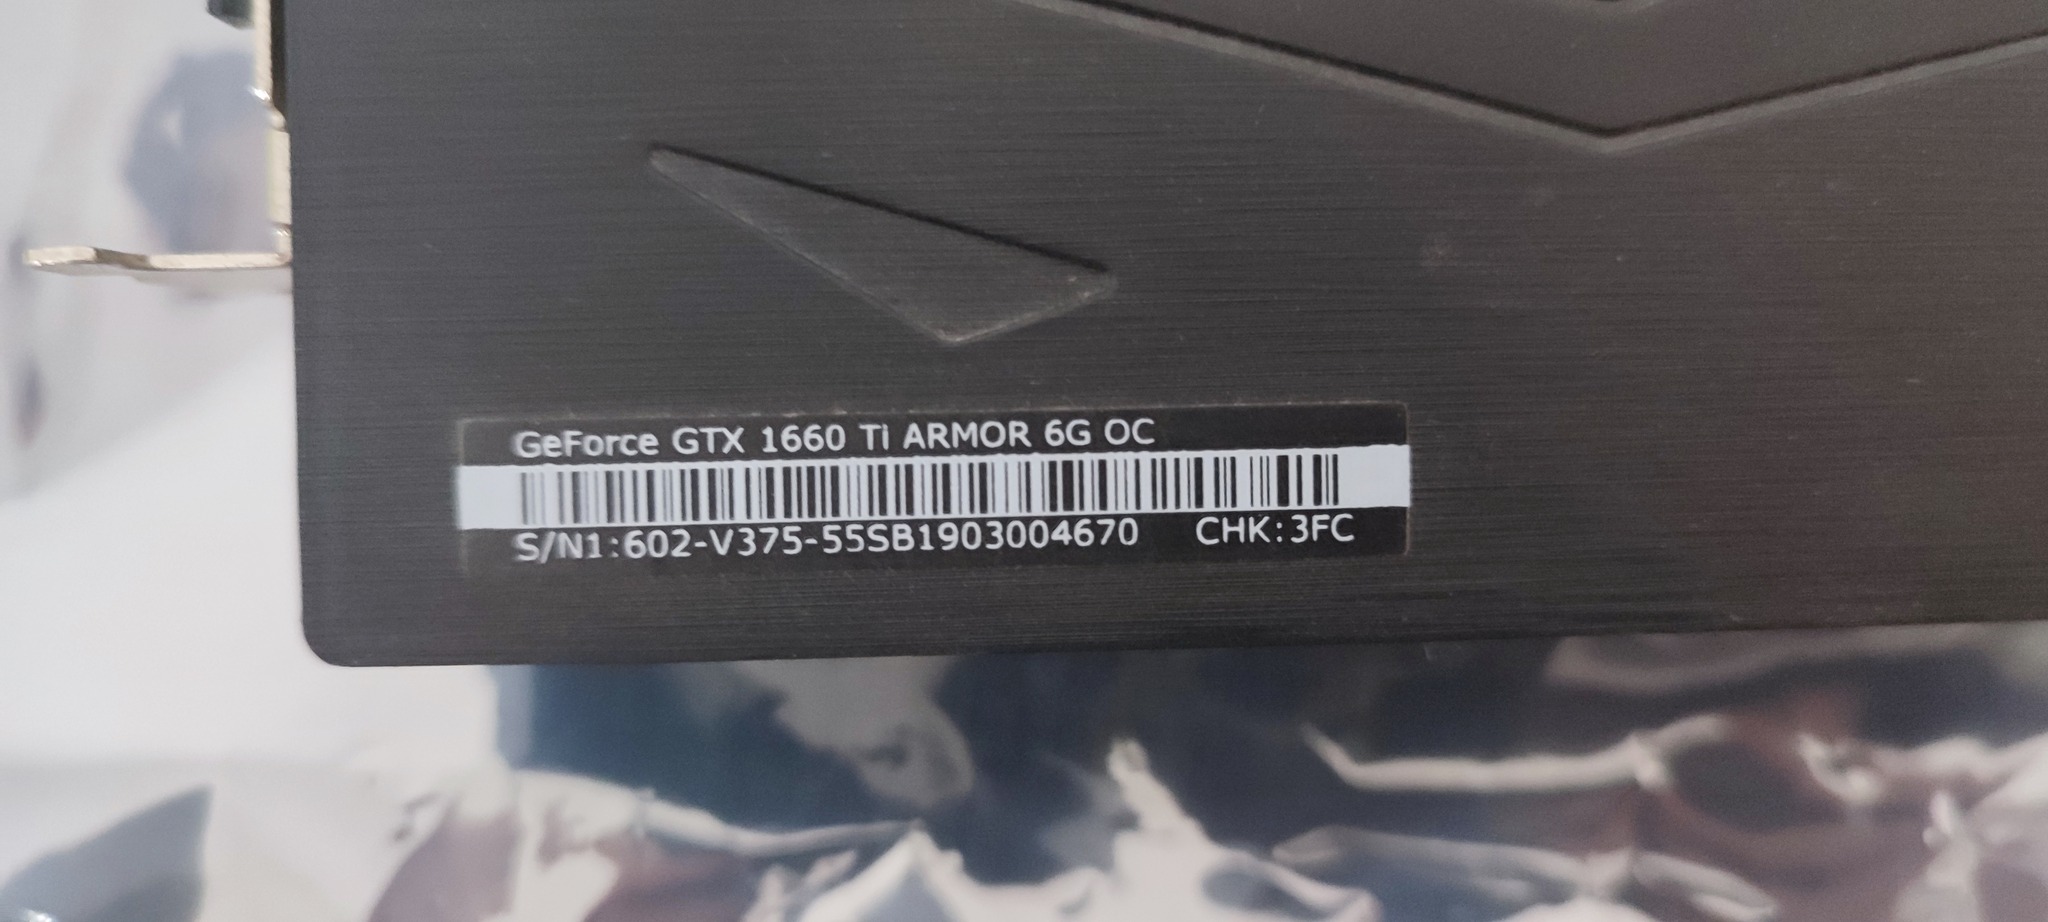 GeForce GTX 1660 Ti ARMOR 6G OC
S/N1:602-V375-55SB1903004670 CHK:3FC